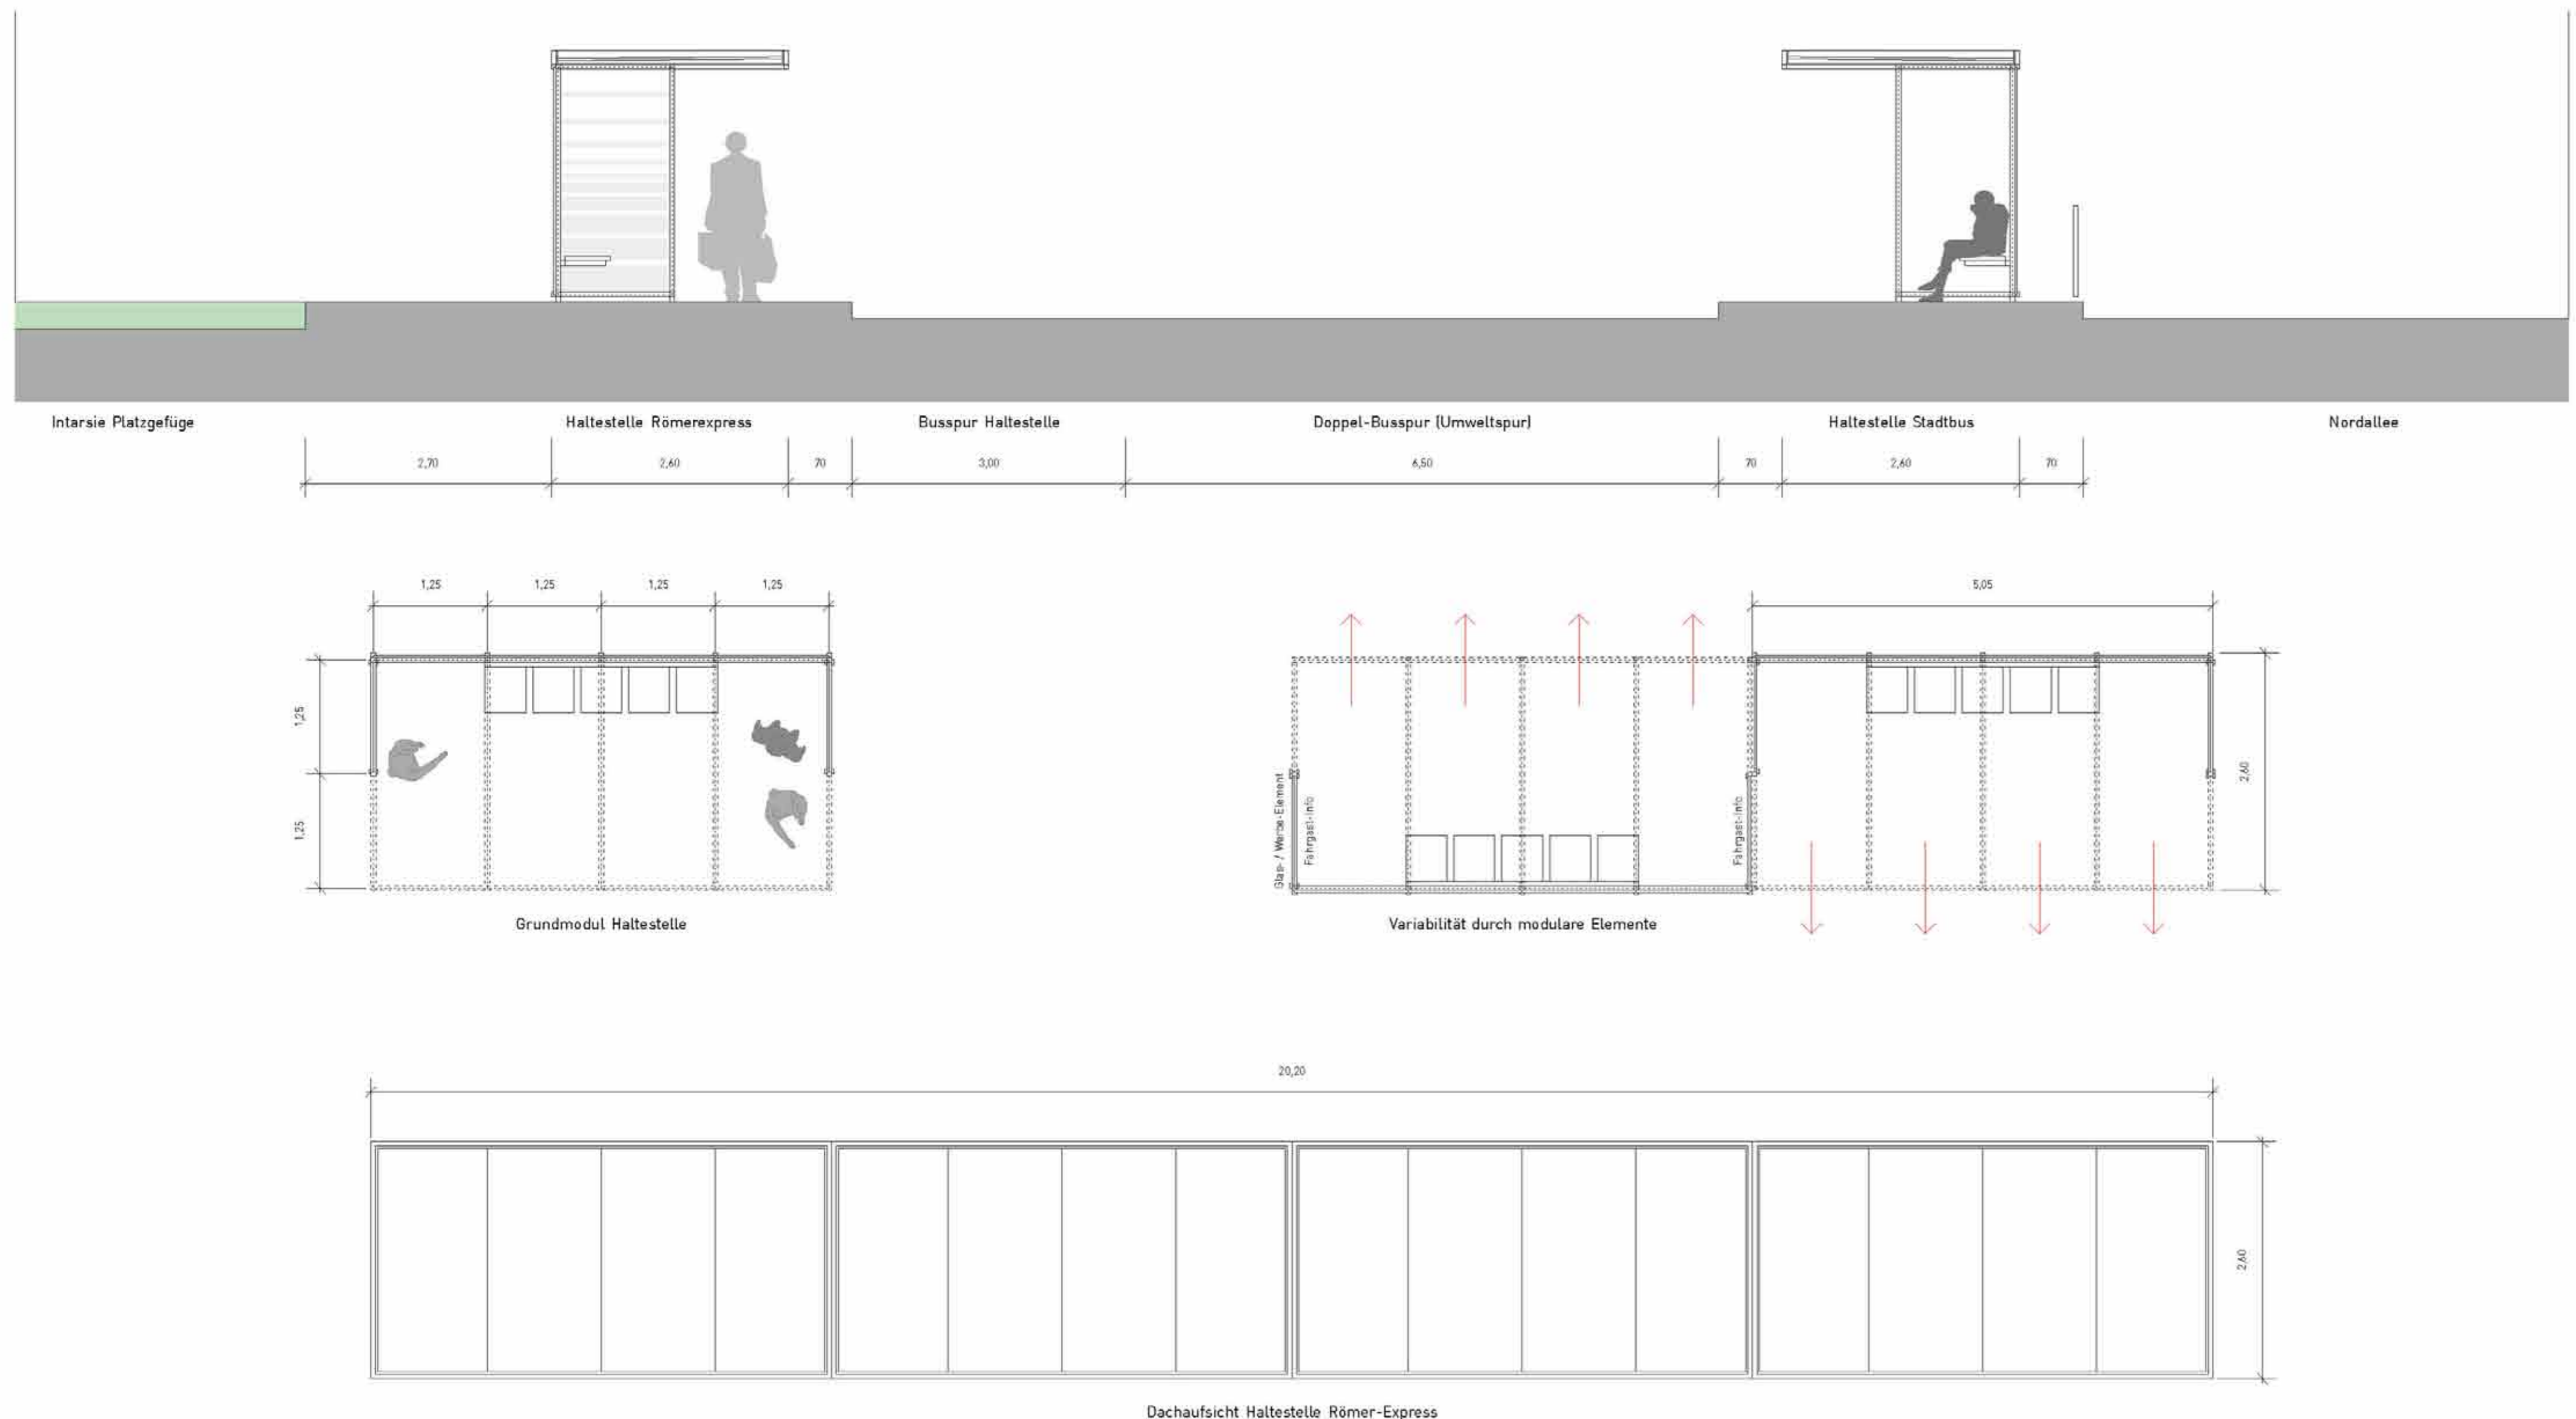 Intarsie Platzgefüge
Haltestelle Römerexpress
Busspur Haltestelle
Doppel-Busspur (Umweltspur)
Haltestelle Stadtbus
Nordallee
2,70
2,60
70
3,00
6,50
70
2,60
70
1,25
1,25
1,25
1,25
1,25
1,25
Grundmodul Haltestelle
5,05
2,60
Glas- / Werbe-Element
Fahrgast-Info
Fahrgast-Info
Variabilität durch modulare Elemente
20,20
2,60
Dachaufsicht Haltestelle Römer-Express